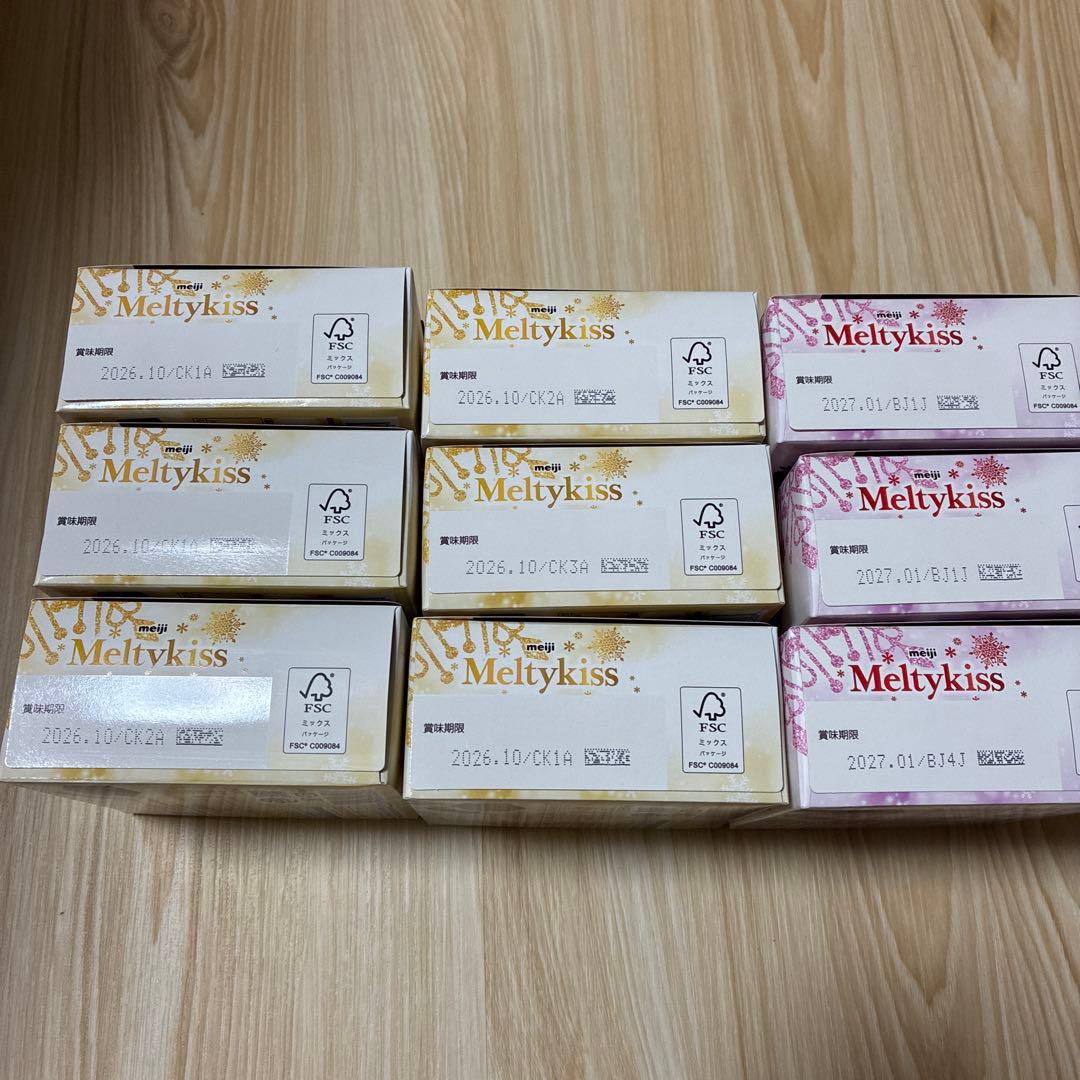 meiji
Meltykiss
賞味期限
2026.10/CK1A
FSC
ミックス
パッケージ
FSC® C009084
meiji
Meltykiss
賞味期限
2026.10/CK2A
FSC
ミックス
パッケージ
FSC® C009084
meiji
Meltykiss
賞味期限
2027.01/BJ1J
FSC
ミックス
パッケージ
FSC® C009084
meiji
Meltykiss
賞味期限
2026.10/CK1A
FSC
ミックス
パッケージ
FSC® C009084
meiji
Meltykiss
賞味期限
2026.10/CK3A
FSC
ミックス
パッケージ
FSC® C009084
meiji
Meltykiss
賞味期限
2027.01/BJ1J
meiji
Meltykiss
賞味期限
2026.10/CK2A
FSC
ミックス
パッケージ
FSC® C009084
meiji
Meltykiss
賞味期限
2026.10/CK1A
FSC
ミックス
パッケージ
FSC® C009084
meiji
Meltykiss
賞味期限
2027.01/BJ4J